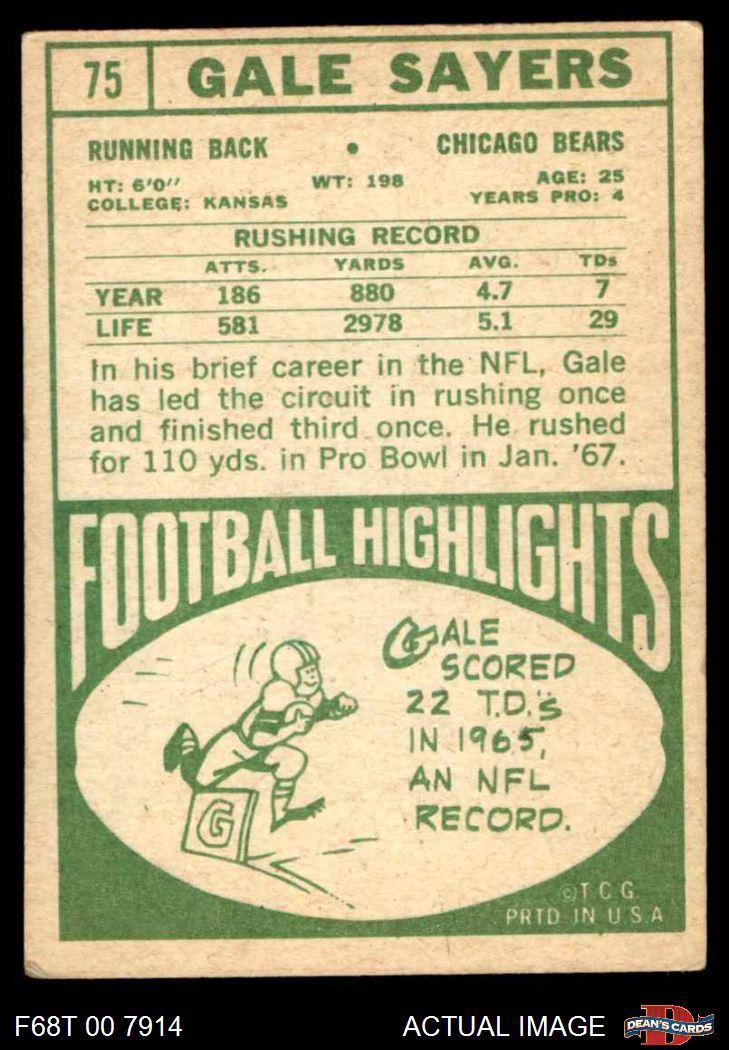 75 GALE SAYERS
RUNNING BACK • CHICAGO BEARS
HT: 6'0" WT: 198 AGE: 25
COLLEGE: KANSAS YEARS PRO: 4
RUSHING RECORD
ATTS. YARDS AVG. TDs
YEAR 186 880 4.7 7
LIFE 581 2978 5.1 29
In his brief career in the NFL, Gale
has led the circuit in rushing once
and finished third once. He rushed
for 110 yds. in Pro Bowl in Jan. '67.
FOOTBALL HIGHLIGHTS
GALE
SCORED
22 T.D.'s
IN 1965,
AN NFL
RECORD.
G
©T.C.G.
PRTD IN U.S.A
F68T 00 7914 ACTUAL IMAGE D DEAN'S CARDS